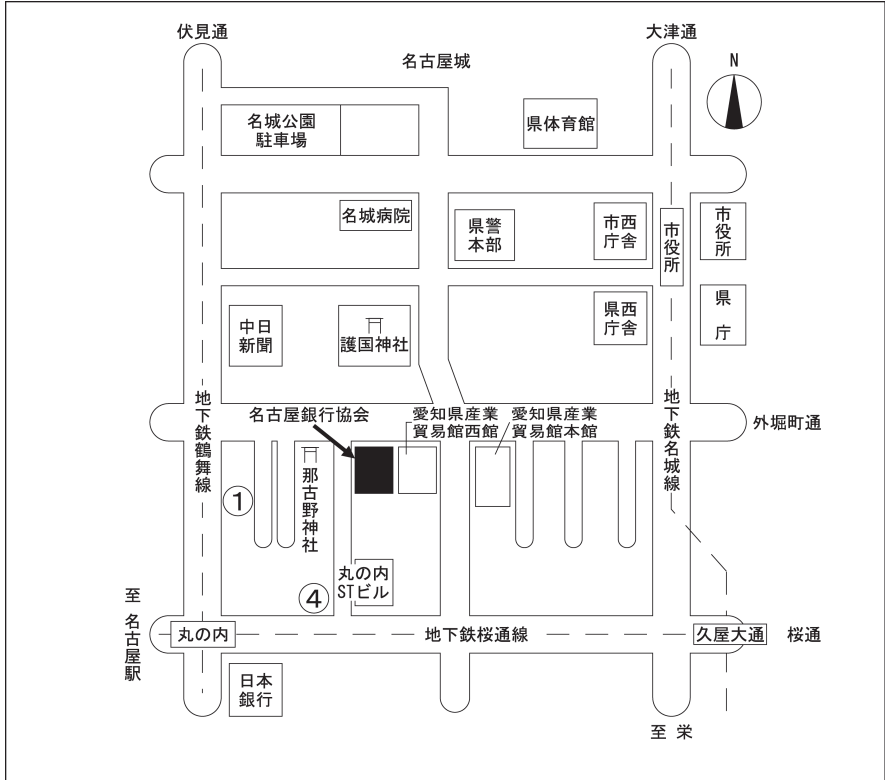 伏見通
大津通
名古屋城
N
名城公園
駐車場
県体育館
名城病院
県警
本部
市西
庁舎
市役所
市役所
中日
新聞
護国神社
県西
庁舎
県庁
地下鉄鶴舞線
名古屋銀行協会
愛知県産業
貿易館西館
愛知県産業
貿易館本館
地下鉄名城線
外堀町通
①
那古野神社
④
丸の内
STビル
至 名古屋駅
丸の内
地下鉄桜通線
久屋大通
桜通
日本
銀行
至 栄